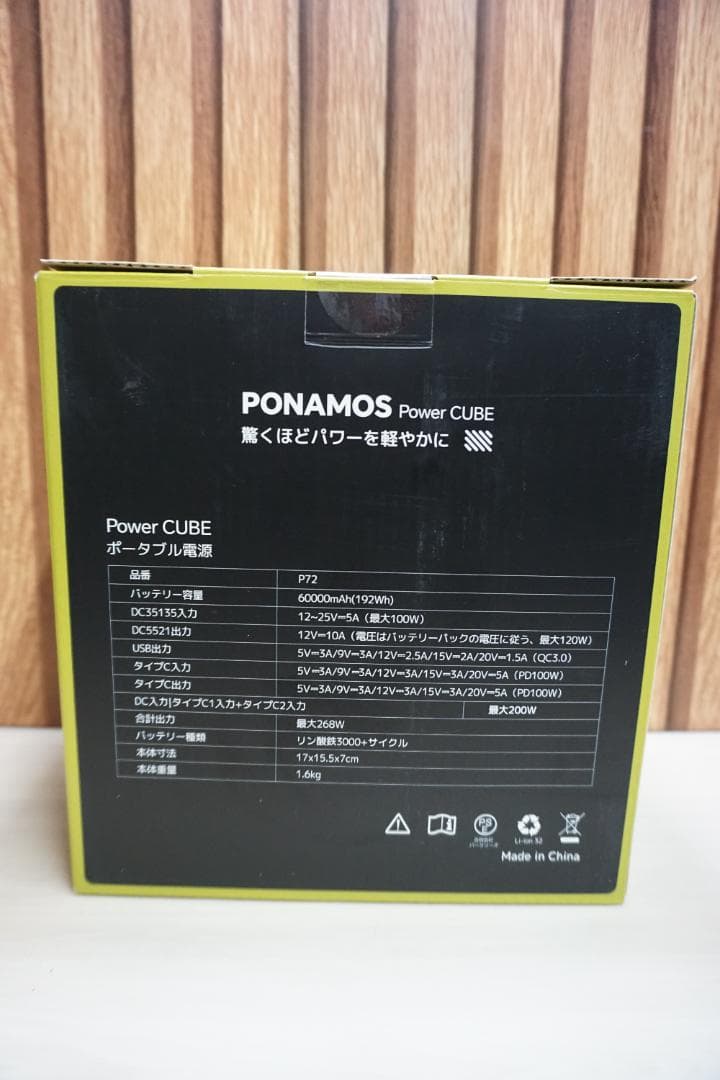 PONAMOS Power CUBE
驚くほどパワーを軽やかに
Power CUBE
ポータブル電源
品番 P72
バッテリー容量 60000mAh(192Wh)
DC35135入力 12~25V⎓5A（最大100W）
DC5521出力 12V⎓10A（電圧はバッテリーパックの電圧に従う、最大120W）
USB出力 5V⎓3A/9V⎓3A/12V⎓2.5A/15V⎓2A/20V⎓1.5A（QC3.0）
タイプC入力 5V⎓3A/9V⎓3A/12V⎓3A/15V⎓3A/20V⎓5A（PD100W）
タイプC出力 5V⎓3A/9V⎓3A/12V⎓3A/15V⎓3A/20V⎓5A（PD100W）
DC入力|タイプC1入力+タイプC2入力 最大200W
合計出力 最大268W
バッテリー種類 リン酸鉄3000+サイクル
本体寸法 17x15.5x7cm
本体重量 1.6kg
PS
E
Li-ion 32
Made in China